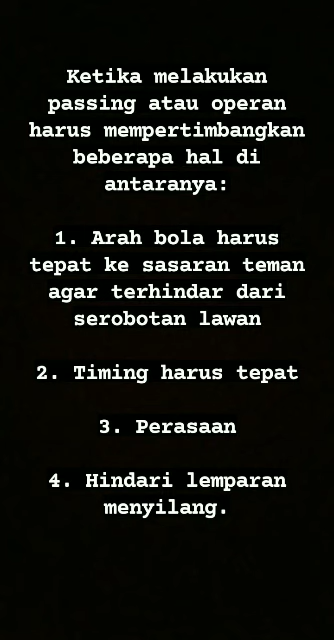 Ketika melakukan
passing atau operan
harus mempertimbangkan
beberapa hal di
antaranya:
1. Arah bola harus
tepat ke sasaran teman
agar terhindar dari
serobotan lawan
2. Timing harus tepat
3. Perasaan
4. Hindari lemparan
menyilang.